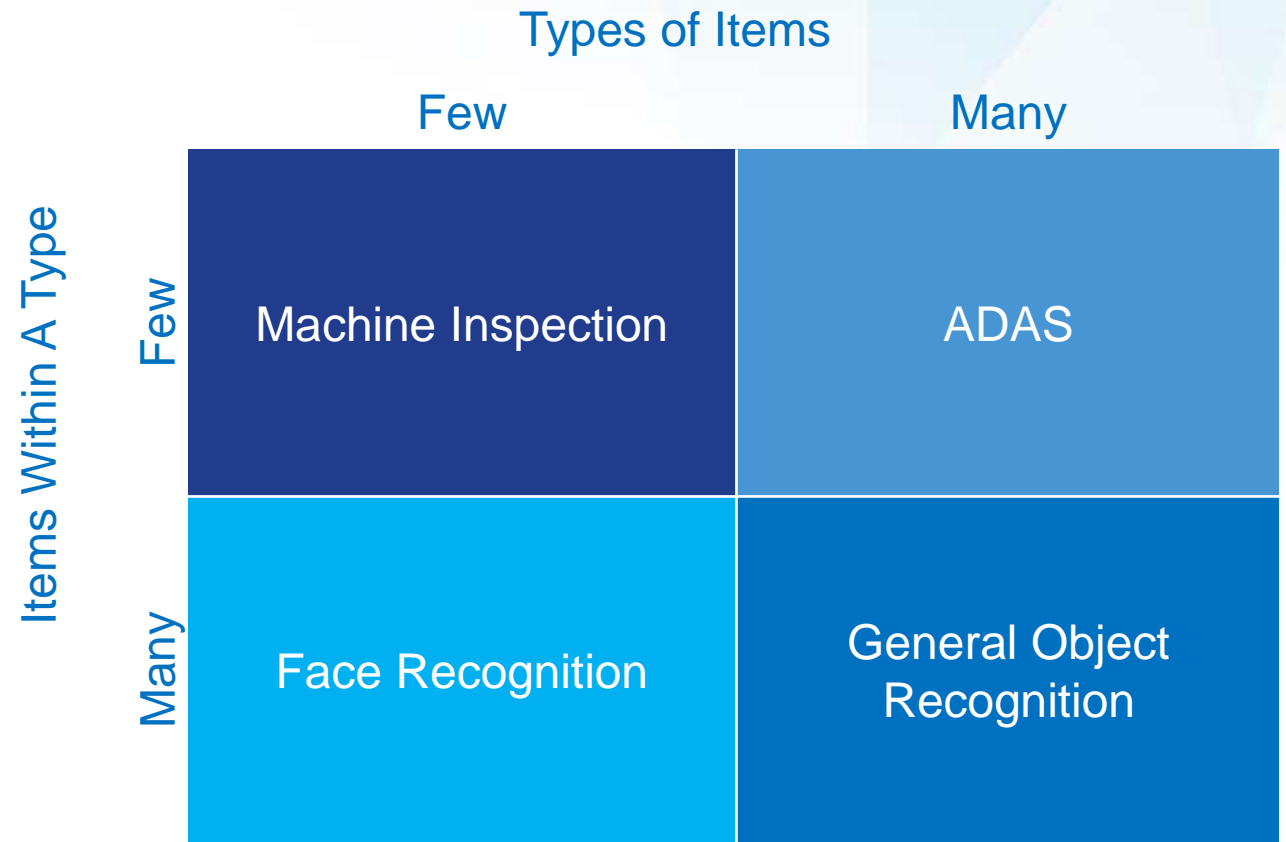 Types of Items
Few
Many
Items Within A Type
Few
Machine Inspection
ADAS
Many
Face Recognition
General Object
Recognition